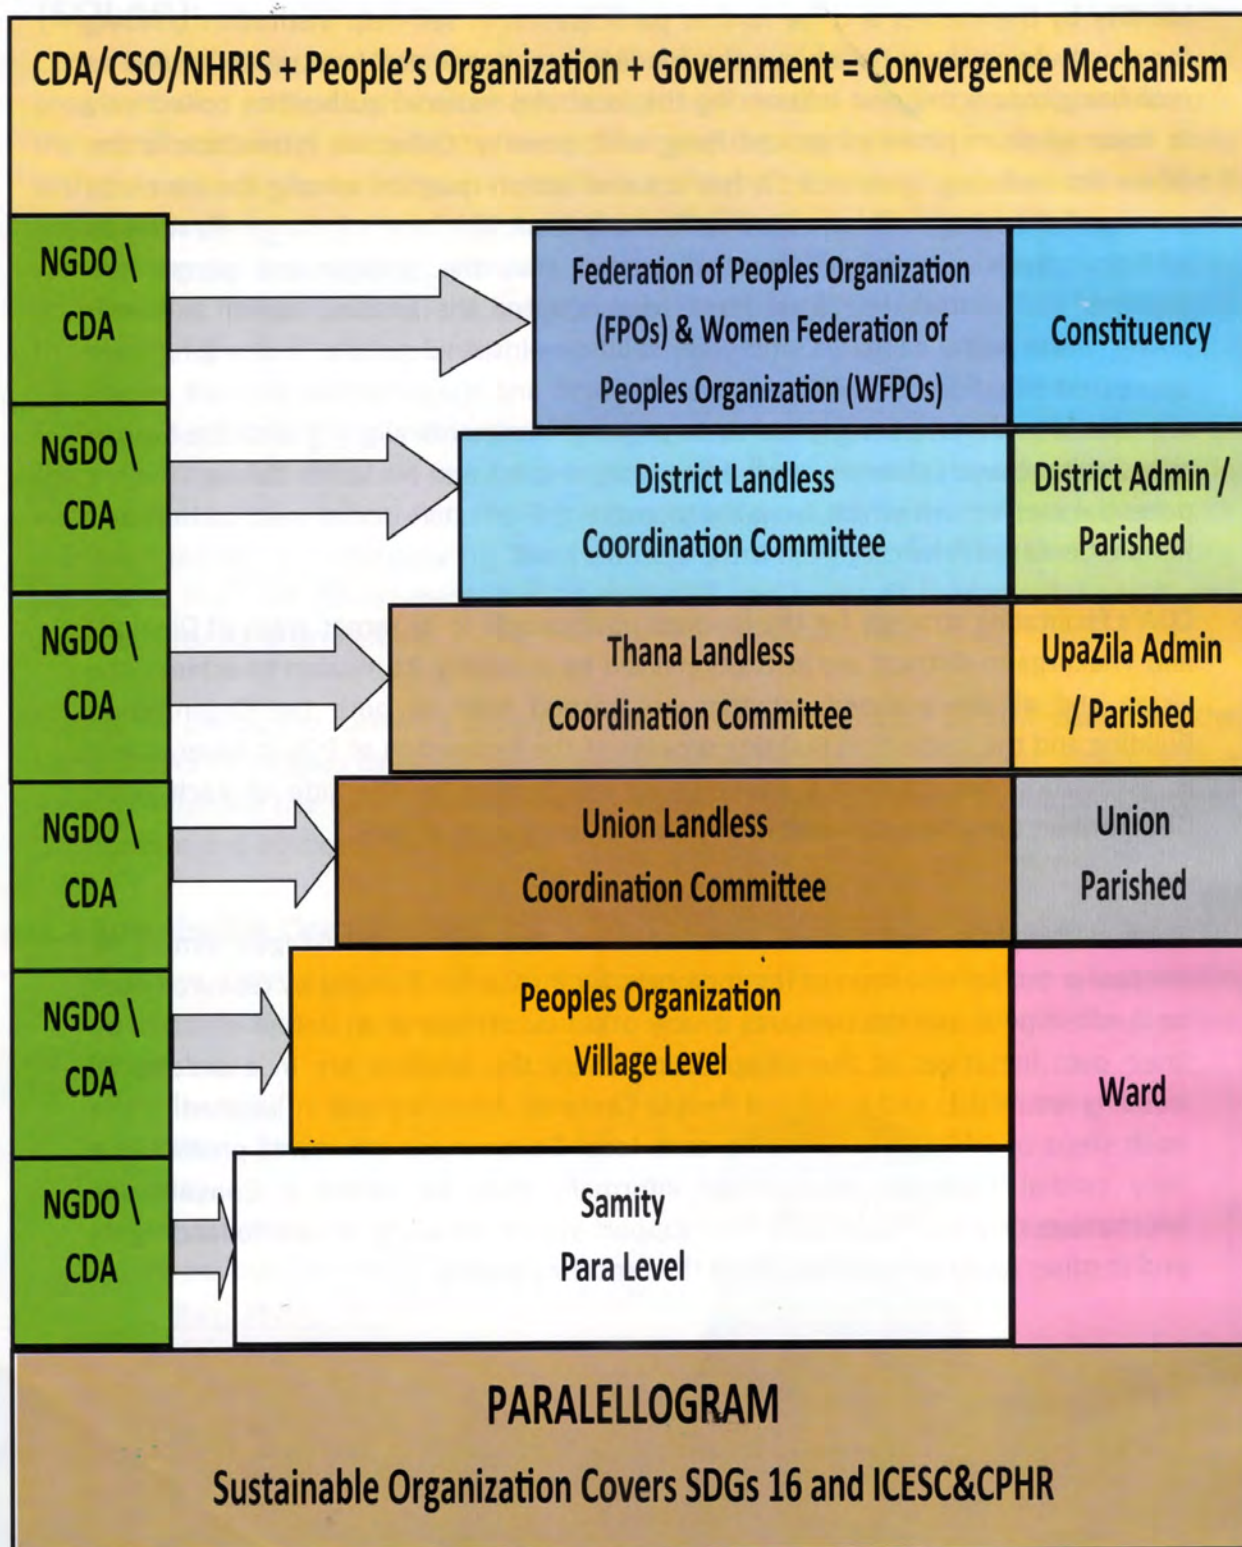 CDA/CSO/NHRIS + People's Organization + Government = Convergence Mechanism
NGDO \
CDA
Federation of Peoples Organization
(FPOs) & Women Federation of
Peoples Organization (WFPOs)
Constituency
NGDO \
CDA
District Landless
Coordination Committee
District Admin /
Parished
NGDO \
CDA
Thana Landless
Coordination Committee
UpaZila Admin
/ Parished
NGDO \
CDA
Union Landless
Coordination Committee
Union
Parished
NGDO \
CDA
Peoples Organization
Village Level
Ward
NGDO \
CDA
Samity
Para Level
PARALELLOGRAM
Sustainable Organization Covers SDGs 16 and ICESC&CPHR